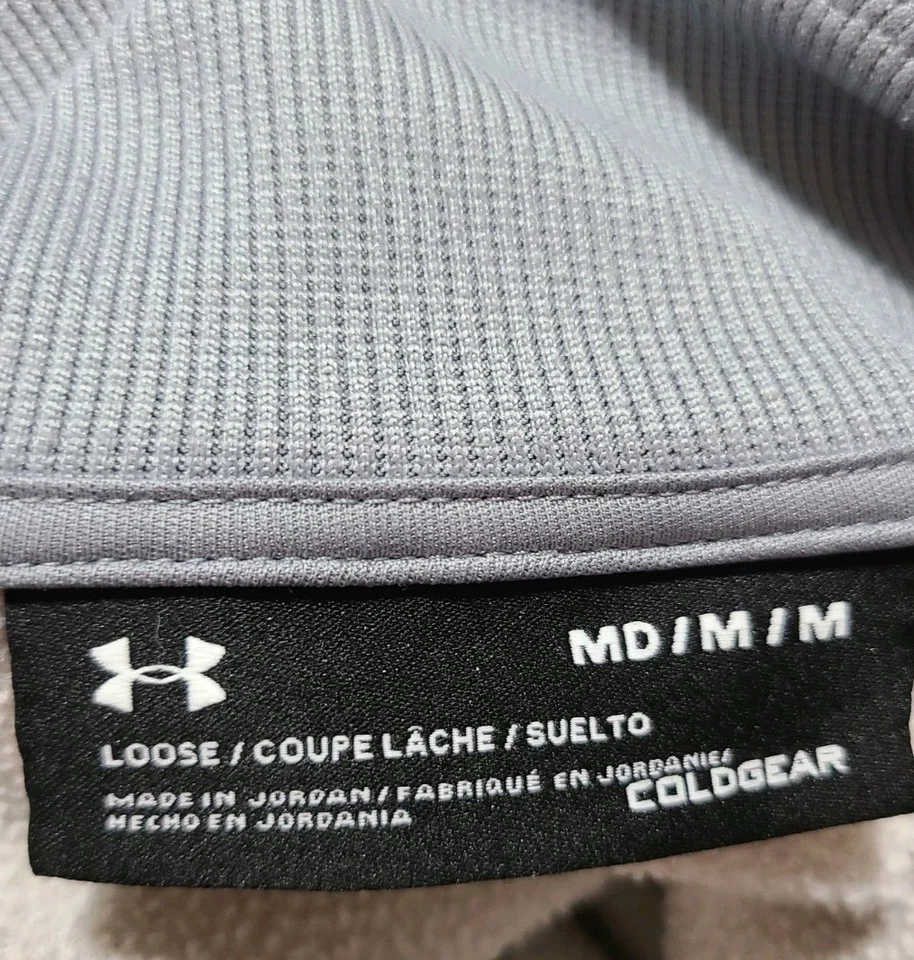 MD / M / M
LOOSE / COUPE LÂCHE / SUELTO
MADE IN JORDAN / FABRIQUÉ EN JORDANIE /
HECHO EN JORDANIA
COLDGEAR